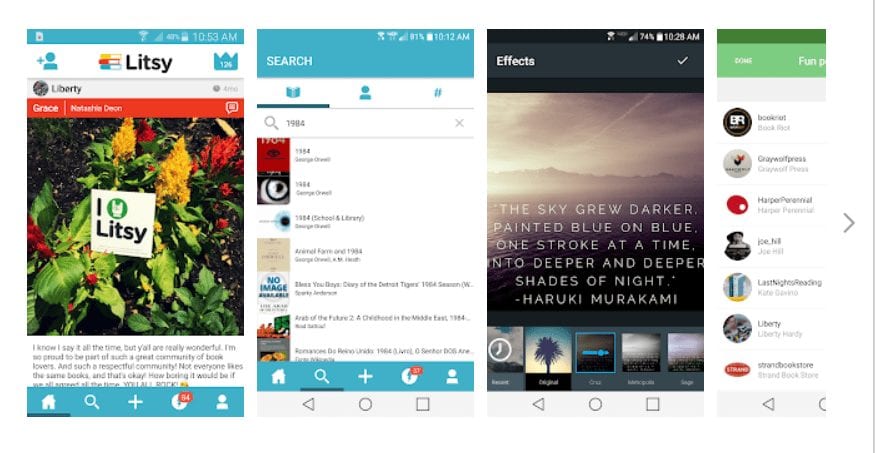 40% 10:53 AM
Litsy
126
Liberty
4mo
Grace Natashia Deon
I
Litsy
I know I say it all the time, but y'all are really wonderful. I'm
so proud to be part of such a great community of book
lovers. And such a respectful community! Not everyone likes
the same books, and that's okay! How boring it would be if
we all agreed all the time. YOU ALL ROCK!
84
81% 10:12 AM
SEARCH
#
1984
1984
George Orwell
1984
George Orwell
1984 (School & Library)
George Orwell
Animal Farm and 1984
George Orwell, A.M. Heath
NO
IMAGE
AVAILABLE
Bless You Boys: Diary of the Detroit Tigers' 1984 Season (W...
Sparky Anderson
Arab of the Future 2: A Childhood in the Middle East, 1984-...
Riad Sattouf
Romances Do Reino Unido: 1984 (Livro), O Senhor DOS Ane...
37
74% 10:28 AM
Effects
"THE SKY GREW DARKER,
PAINTED BLUE ON BLUE,
ONE STROKE AT A TIME,
INTO DEEPER AND DEEPER
SHADES OF NIGHT."
-HARUKI MURAKAMI
Recent
Original
Cruz
Metropolis
Sage
DONE
Fun p
BR
bookriot
Book Riot
Graywolfpress
Graywolf Press
HarperPerennial
Harper Perennial
joe_hill
Joe Hill
LastNightsReading
Kate Gavino
Liberty
Liberty Hardy
STRAND
strandbookstore
Strand Book Store